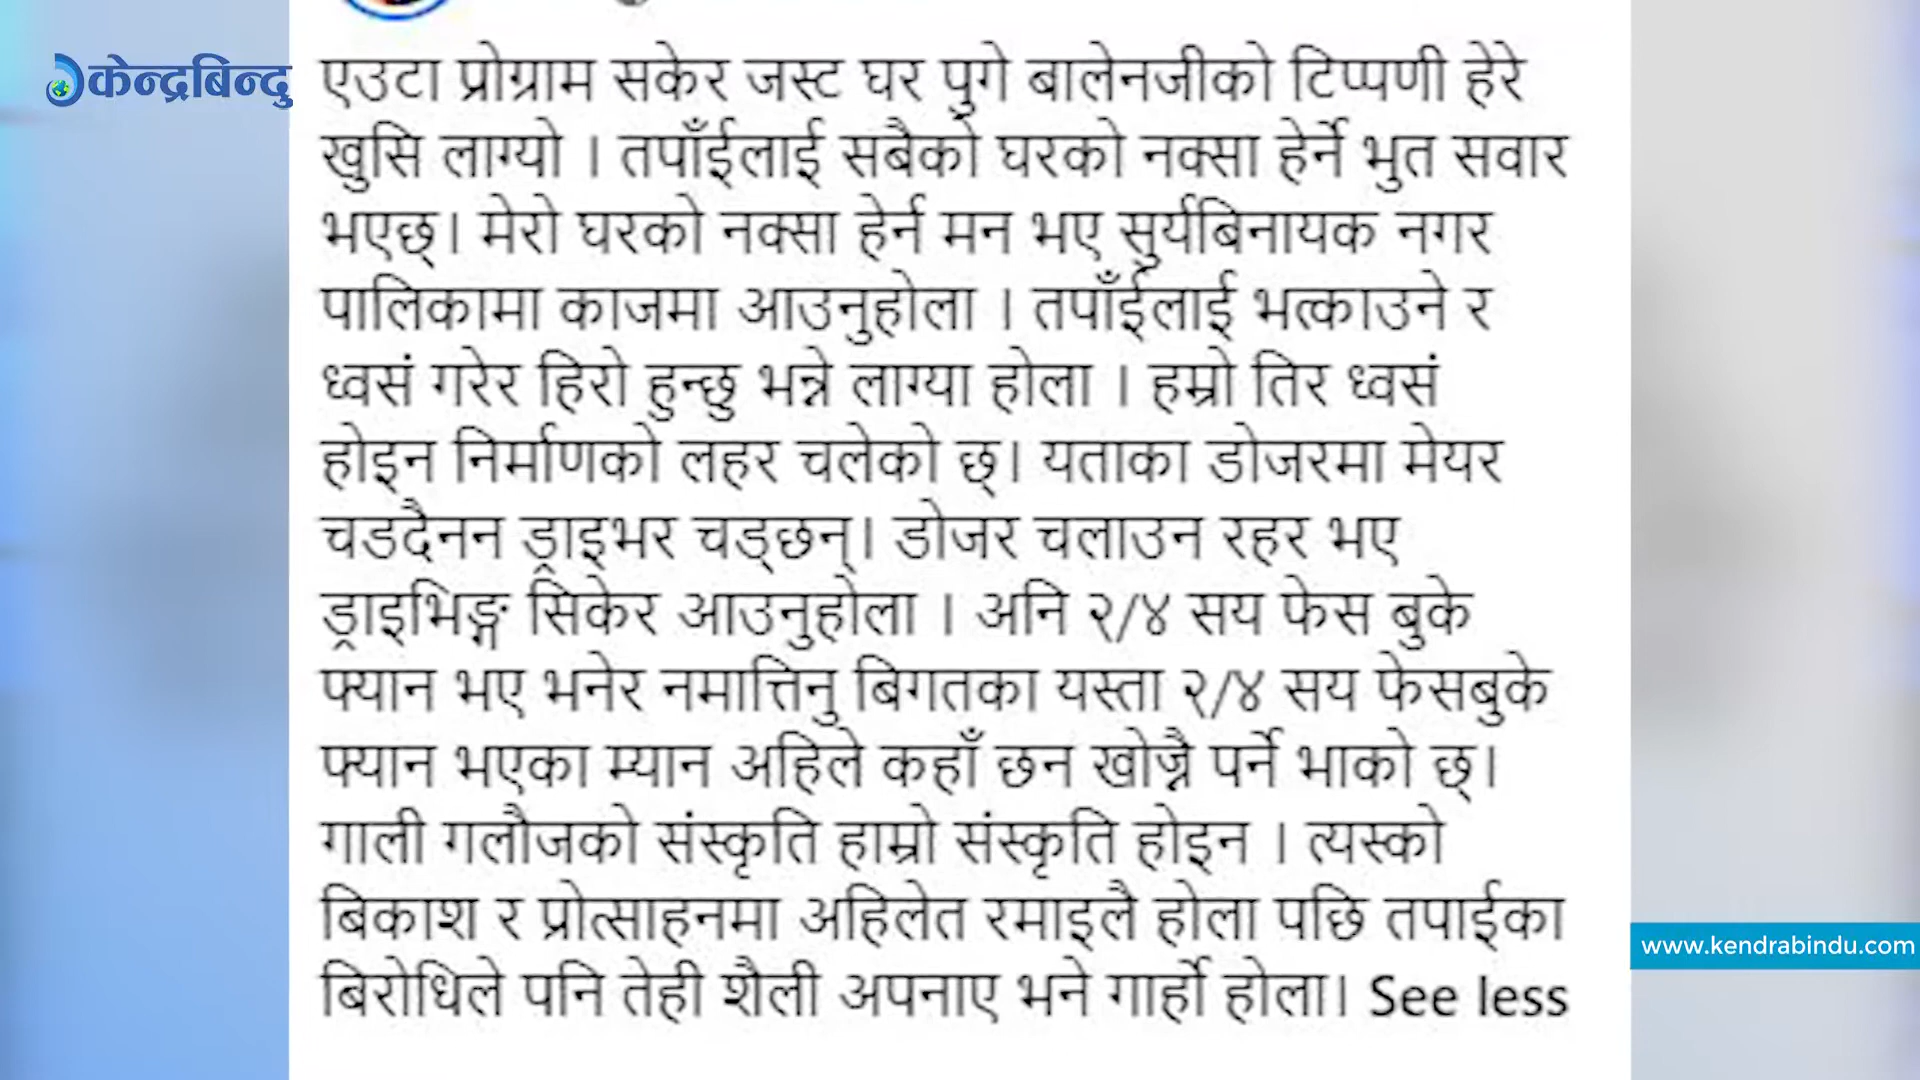 केन्द्रबिन्दु
एउटा प्रोग्राम सकेर जस्ट घर पुगे बालेनजीको टिप्पणी हेरे
खुसि लाग्यो । तपाँईलाई सबैको घरको नक्सा हेर्ने भुत सवार
भएछ्। मेरो घरको नक्सा हेर्न मन भए सुर्यबिनायक नगर
पालिकामा काजमा आउनुहोला । तपाँईलाई भत्काउने र
ध्वसं गरेर हिरो हुन्छु भन्ने लाग्या होला । हम्रो तिर ध्वसं
होइन निर्माणको लहर चलेको छ्। यताका डोजरमा मेयर
चडदैनन ड्राइभर चड्छन्। डोजर चलाउन रहर भए
ड्राइभिङ्ग सिकेर आउनुहोला । अनि २/४ सय फेस बुके
फ्यान भए भनेर नमात्तिनु बिगतका यस्ता २/४ सय फेसबुके
फ्यान भएका म्यान अहिले कहाँ छन खोज्नै पर्ने भाको छ्।
गाली गलौजको संस्कृति हाम्रो संस्कृति होइन । त्यस्को
बिकाश र प्रोत्साहनमा अहिलेत रमाइलै होला पछि तपाईका
बिरोधिले पनि तेही शैली अपनाए भने गार्हो होला। See less
www.kendrabindu.com